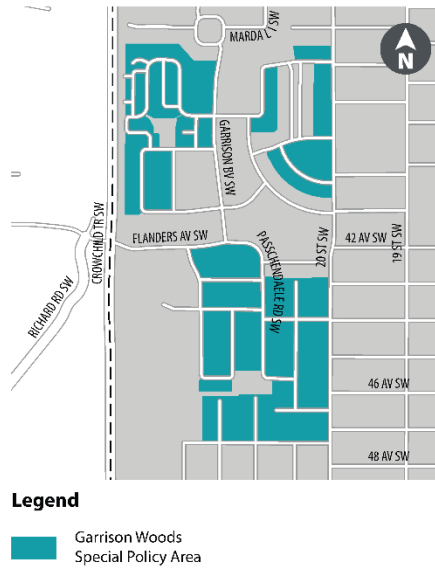 MARDA LI SW
N
GARRISON BV SW
CROWCHILD TR SW
FLANDERS AV SW
PASSCHENDAELE RD SW
20 ST SW
42 AV SW
19 ST SW
RICHARD RD SW
46 AV SW
48 AV SW
Legend
Garrison Woods
Special Policy Area